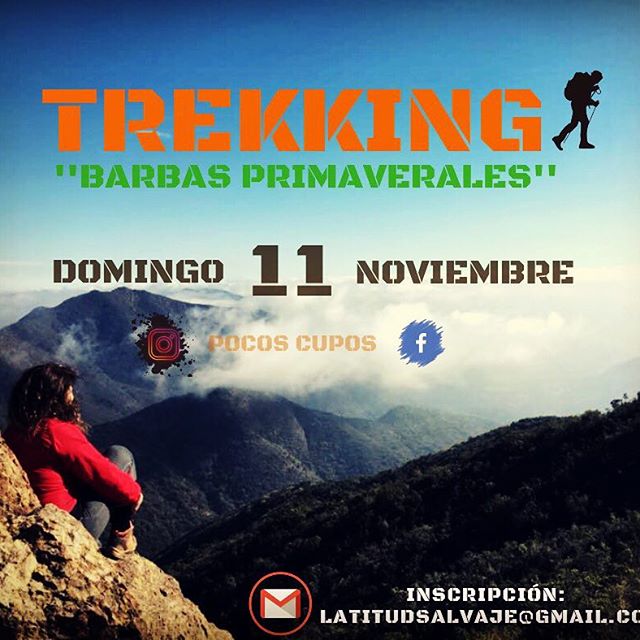 TREKKING
"BARBAS PRIMAVERALES"
DOMINGO 11 NOVIEMBRE
POCOS CUPOS
INSCRIPCIÓN:
LATITUDSALVAJE@GMAIL.CO